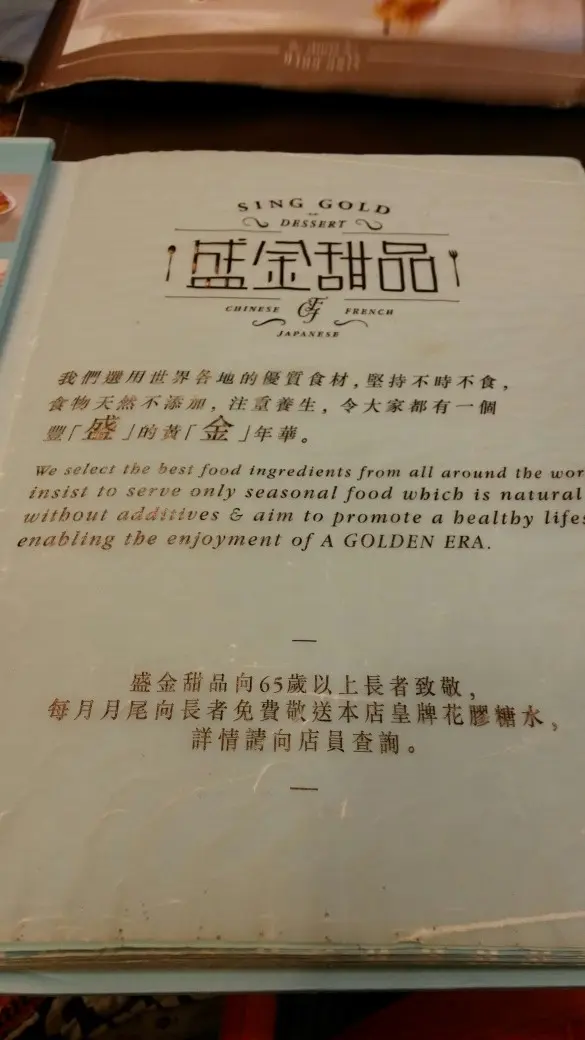 SING GOLD
DESSERT
盛金甜品
CHINESE FRENCH
JAPANESE
我們選用世界各地的優質食材，堅持不時不食，
食物天然不添加，注重養生，令大家都有一個
豐「盛」的黃「金」年華。
We select the best food ingredients from all around the wor
insist to serve only seasonal food which is natural
without additives & aim to promote a healthy lifes
enabling the enjoyment of A GOLDEN ERA.
盛金甜品向65歲以上長者致敬，
每月月尾向長者免費敬送本店皇牌花膠糖水，
詳情請向店員查詢。